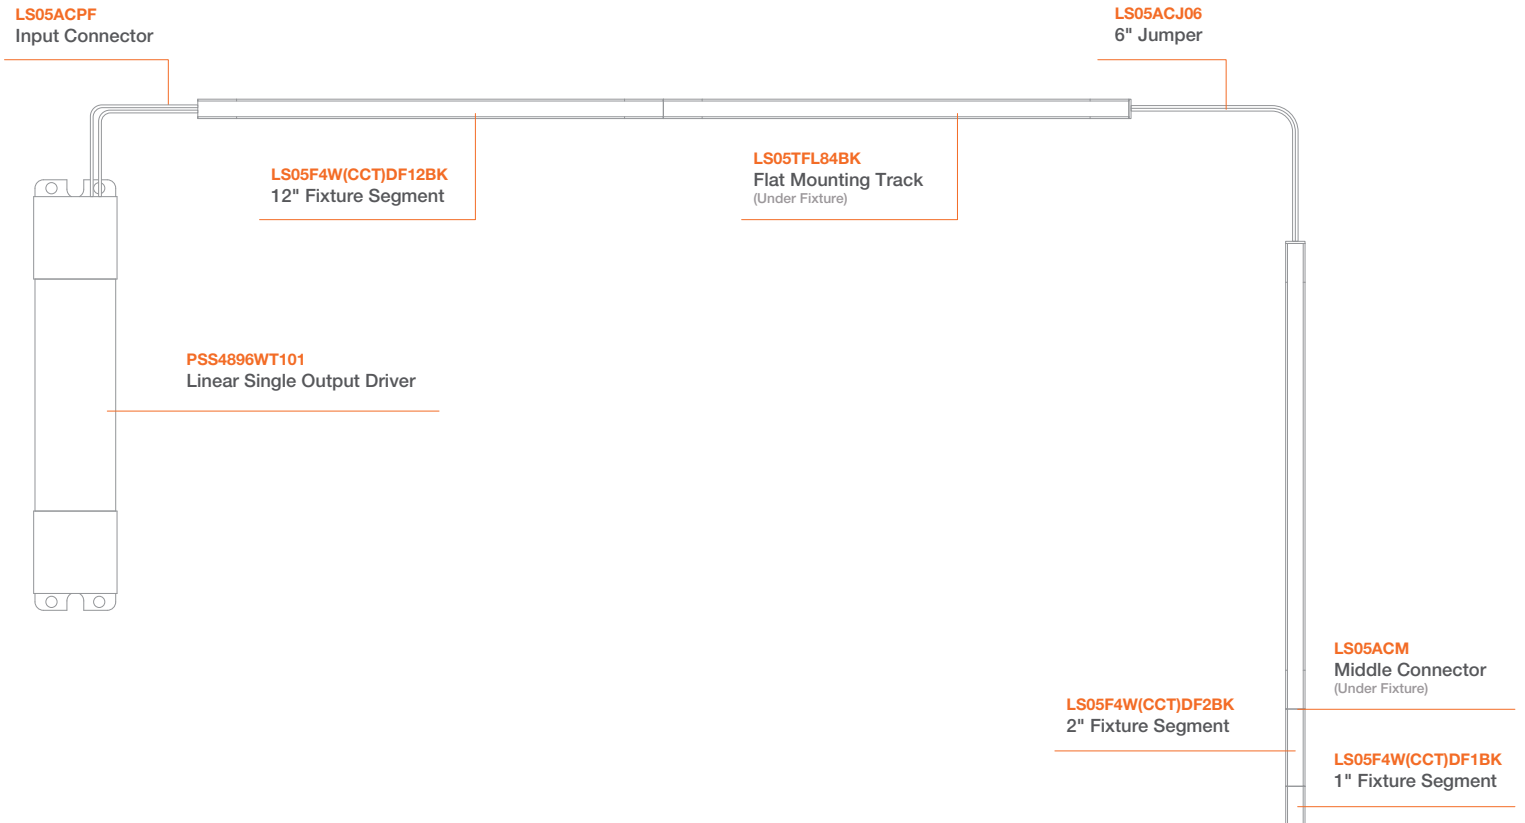 LS05ACPF
Input Connector
LS05ACJ06
6" Jumper
LS05F4W(CCT)DF12BK
12" Fixture Segment
LS05TFL84BK
Flat Mounting Track
(Under Fixture)
PSS4896WT101
Linear Single Output Driver
LS05ACM
Middle Connector
(Under Fixture)
LS05F4W(CCT)DF2BK
2" Fixture Segment
LS05F4W(CCT)DF1BK
1" Fixture Segment